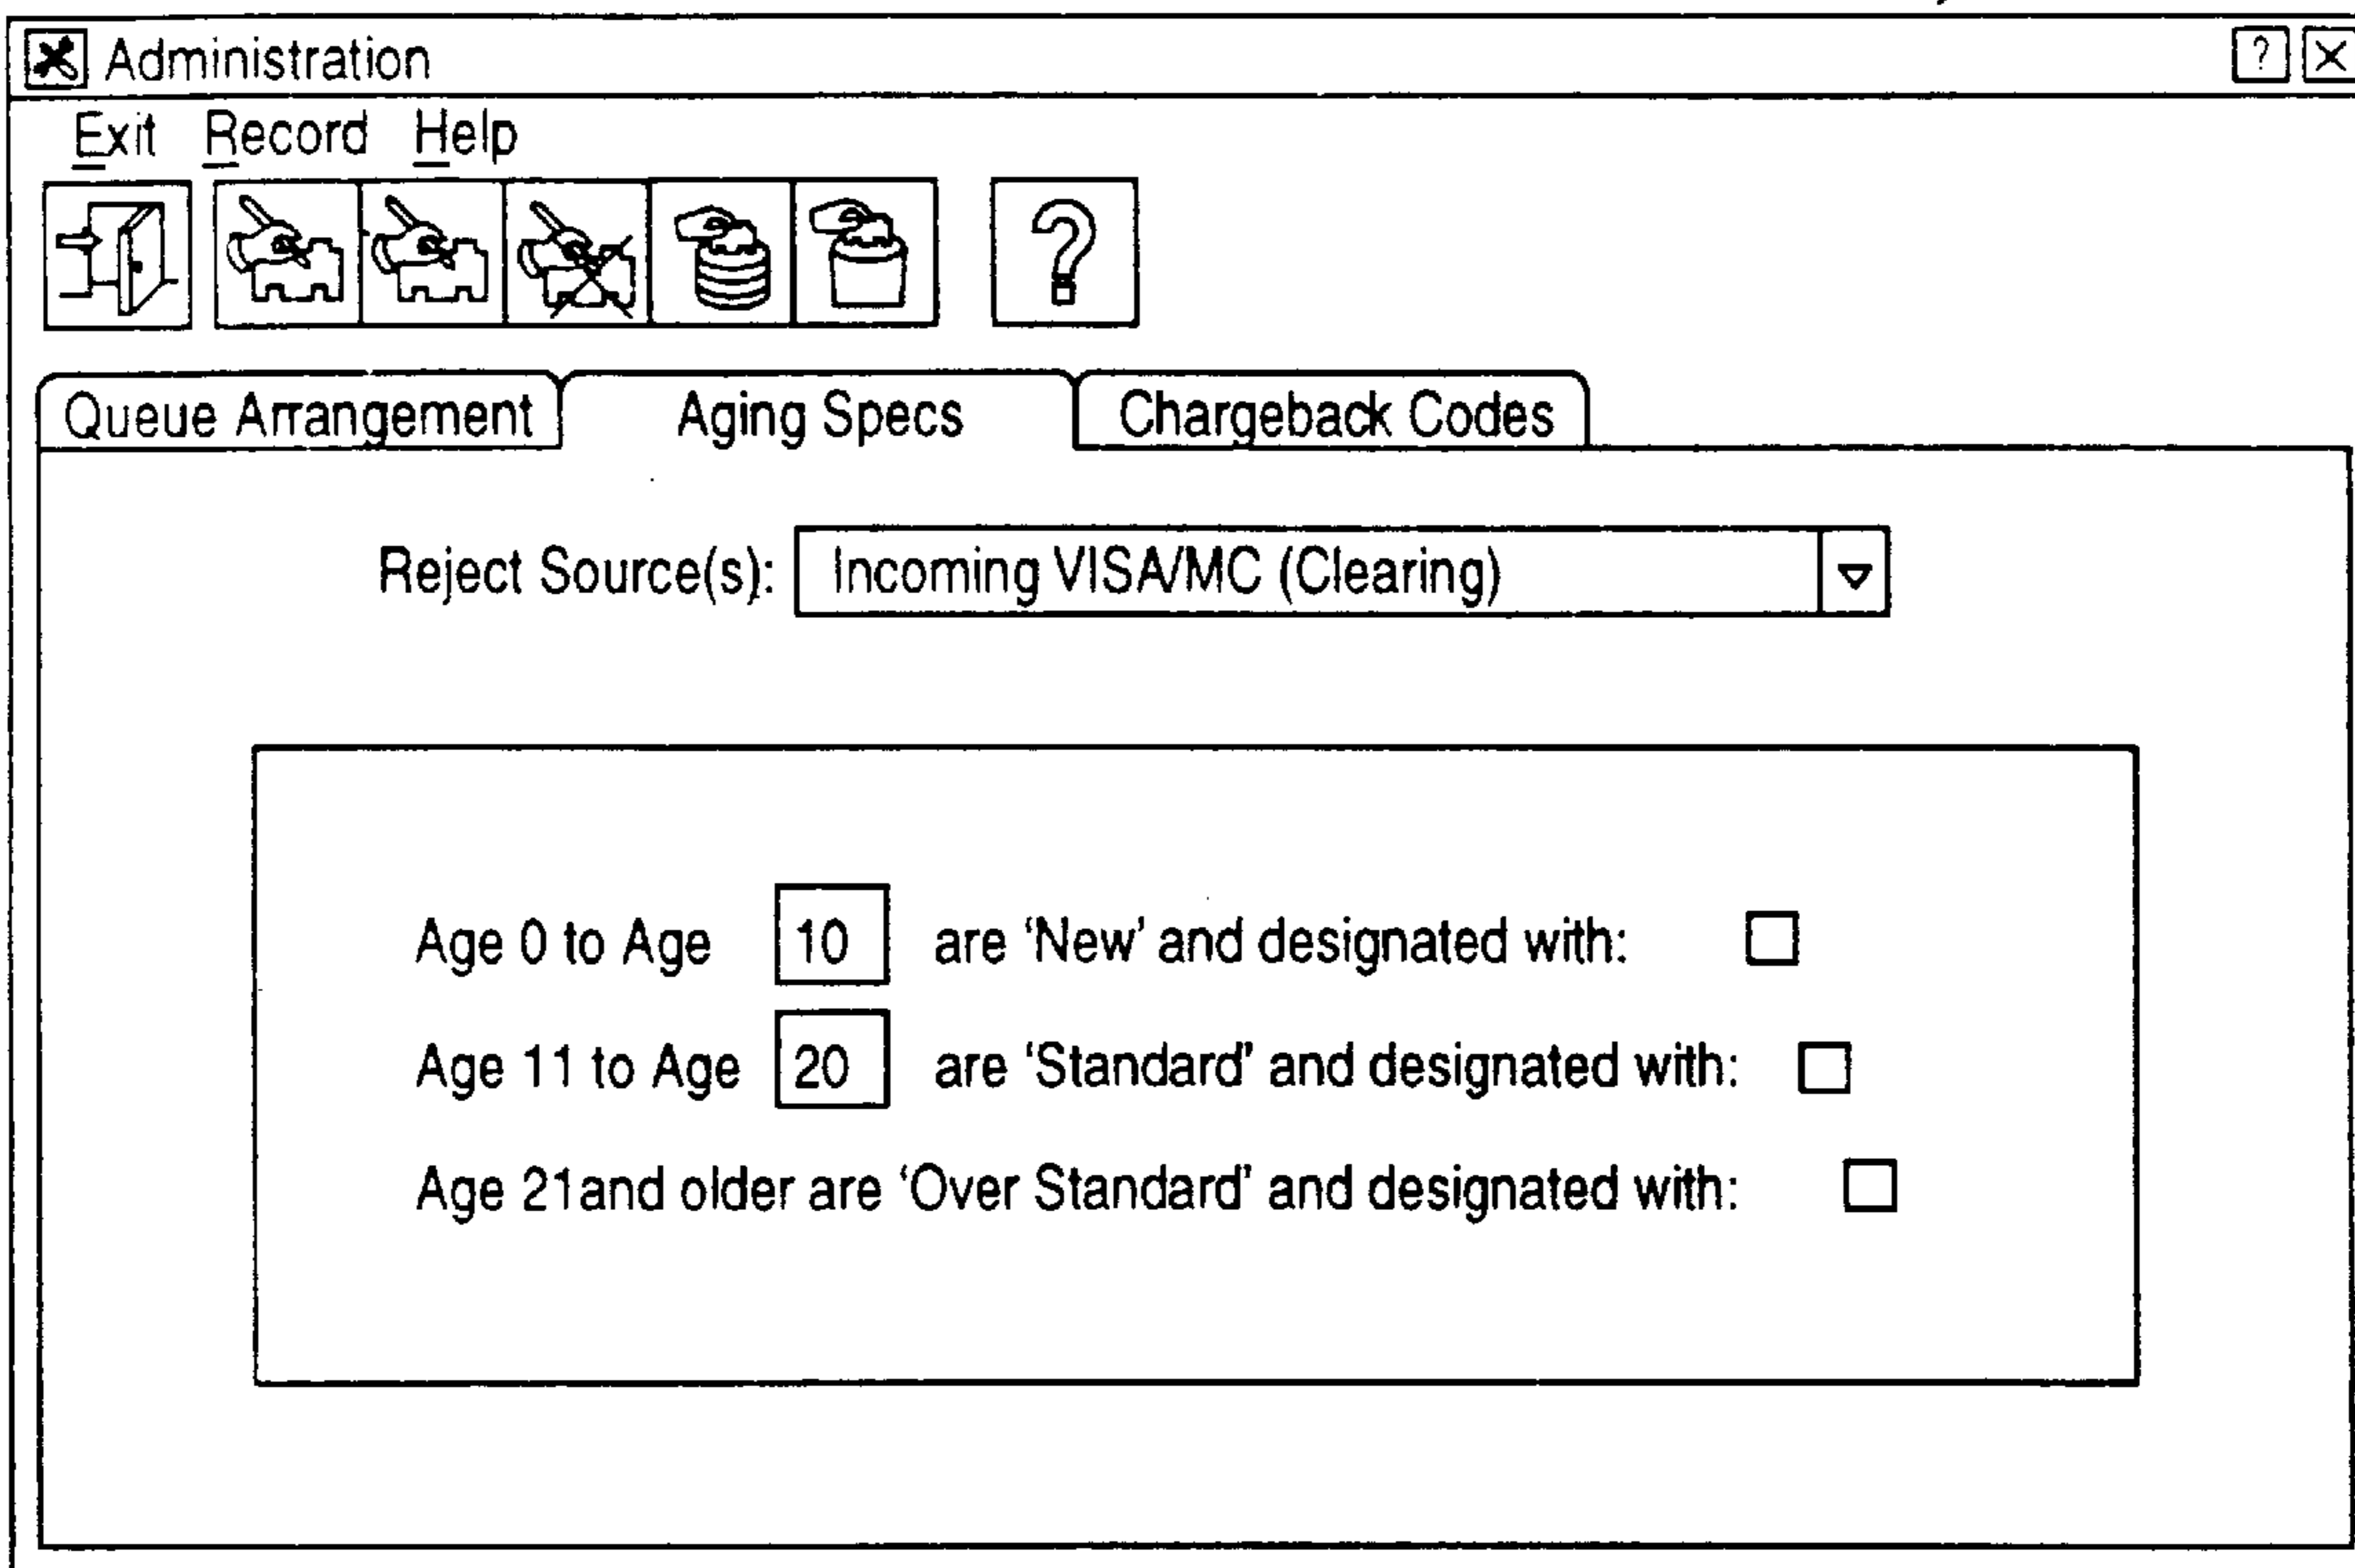 Administration ? X
Exit Record Help
?
Queue Arrangement Aging Specs Chargeback Codes
Reject Source(s): Incoming VISA/MC (Clearing)
Age 0 to Age 10 are ‘New’ and designated with:
Age 11 to Age 20 are ‘Standard’ and designated with:
Age 21and older are ‘Over Standard’ and designated with: